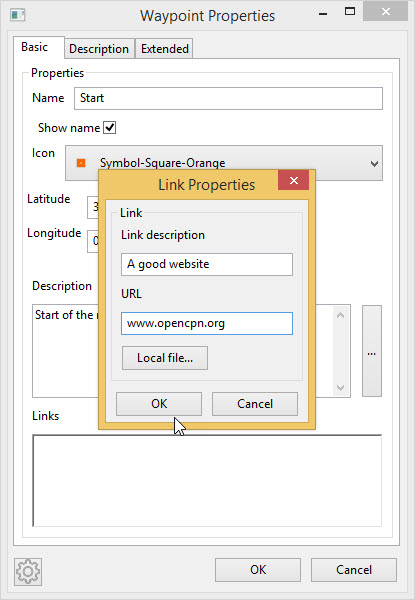 Waypoint Properties
Basic
Description
Extended
Properties
Name
Start
Show name
Icon
Symbol-Square-Orange
Link Properties
Latitude
3
Longitude
0
Link
Link description
A good website
URL
www.opencpn.org
Local file...
OK
Cancel
Description
Start of the
...
Links
OK
Cancel